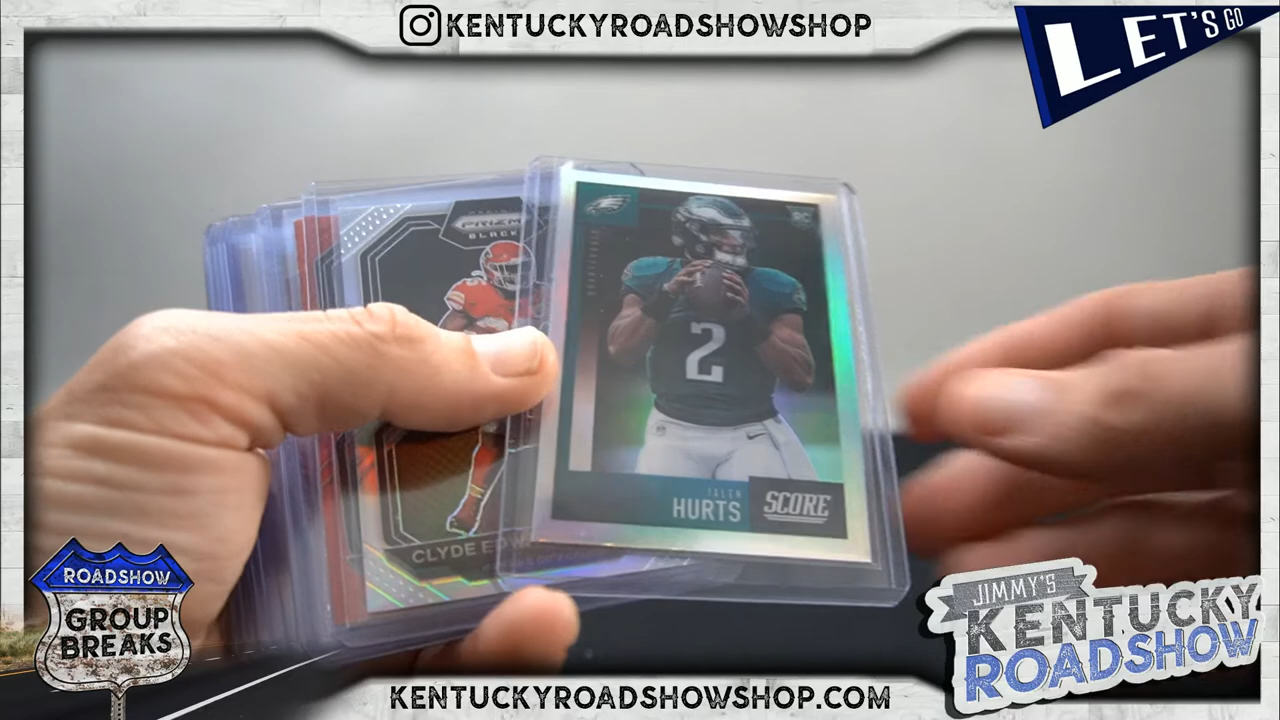 KENTUCKYROADSHOWSHOP
LET'S GO
PRIZM
BLACK
RC
2
JALEN
HURTS
SCORE
CLYDE EDW
ROADSHOW
GROUP
BREAKS
JIMMY'S
KENTUCKY
ROADSHOW
KENTUCKYROADSHOWSHOP.COM